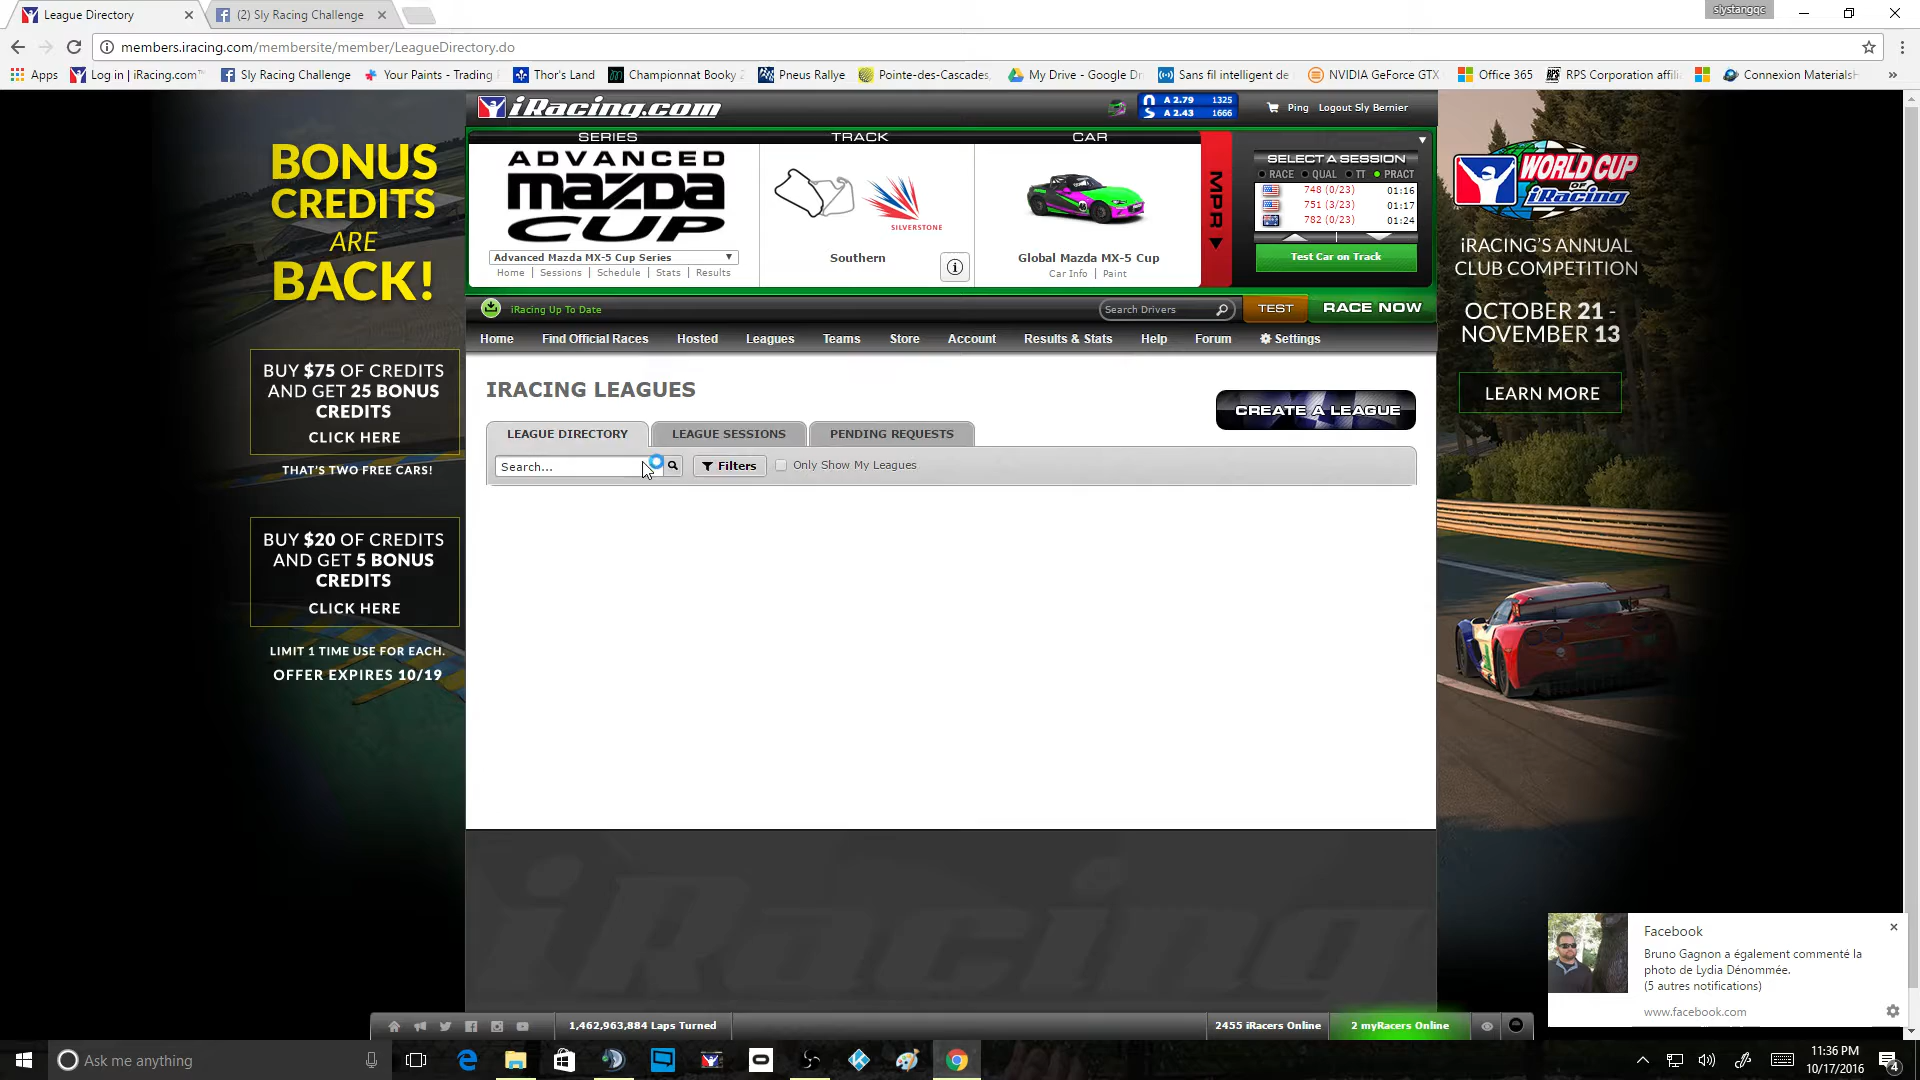 League Directory
(2) Sly Racing Challenge
slystangqc
members.iracing.com/membersite/member/LeagueDirectory.do
Apps
Log in | iRacing.com™
Sly Racing Challenge
Your Paints - Trading
Thor's Land
Championnat Booky
Pneus Rallye
Pointe-des-Cascades,
My Drive - Google Dr
Sans fil intelligent de
NVIDIA GeForce GTX
Office 365
RPS Corporation affili
Connexion Materials
»
iRacing.com
A 2.79 1325
A 2.43 1666
Ping
Logout Sly Bernier
SERIES
TRACK
CAR
ADVANCED
mazda
CUP
Advanced Mazda MX-5 Cup Series
Home | Sessions | Schedule | Stats | Results
SILVERSTONE
Southern
Global Mazda MX-5 Cup
Car Info | Paint
MPR
SELECT A SESSION
RACE QUAL TT PRACT
748 (0/23) 01:16
751 (3/23) 01:17
782 (0/23) 01:24
Test Car on Track
iRacing Up To Date
Search Drivers
TEST
RACE NOW
Home
Find Official Races
Hosted
Leagues
Teams
Store
Account
Results & Stats
Help
Forum
Settings
IRACING LEAGUES
CREATE A LEAGUE
LEAGUE DIRECTORY
LEAGUE SESSIONS
PENDING REQUESTS
Search...
Filters
Only Show My Leagues
BONUS
CREDITS
ARE
BACK!
BUY $75 OF CREDITS
AND GET 25 BONUS
CREDITS
CLICK HERE
THAT'S TWO FREE CARS!
BUY $20 OF CREDITS
AND GET 5 BONUS
CREDITS
CLICK HERE
LIMIT 1 TIME USE FOR EACH.
OFFER EXPIRES 10/19
WORLD CUP
OF
iRacing
iRACING'S ANNUAL
CLUB COMPETITION
OCTOBER 21 -
NOVEMBER 13
LEARN MORE
iRacing
Facebook
Bruno Gagnon a également commenté la
photo de Lydia Dénommée.
(5 autres notifications)
www.facebook.com
1,462,963,884 Laps Turned
2455 iRacers Online
2 myRacers Online
Ask me anything
11:36 PM
10/17/2016
4